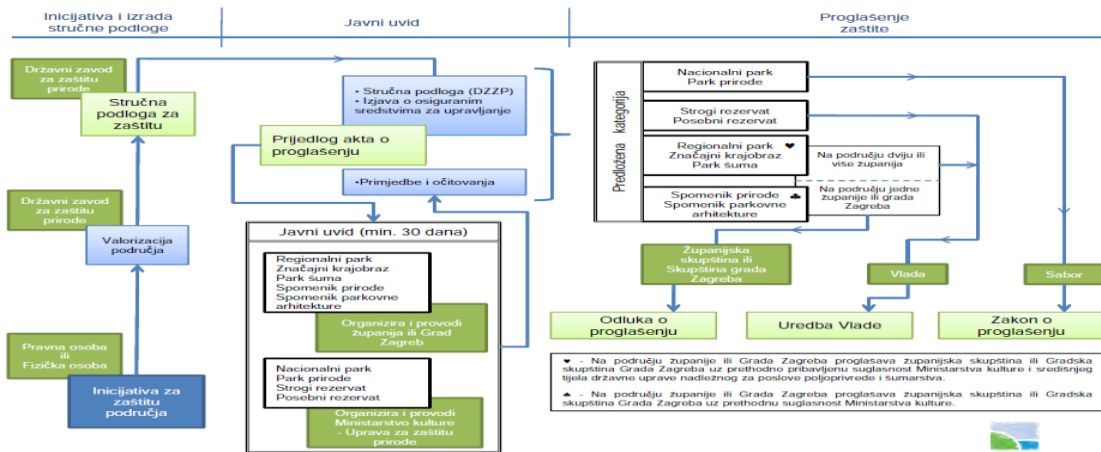 Inicijativa i izrada
stručne podloge
Javni uvid
Proglašenje
zaštite
Državni zavod
za zaštitu
prirode
Stručna
podloga za
zaštitu
Državni zavod
za zaštitu
prirode
Valorizacija
područja
Pravna osoba
ili
Fizička osoba
Inicijativa za
zaštitu
područja
• Stručna podloga (DZZP)
• Izjava o osiguranim
sredstvima za upravljanje
Prijedlog akta o
proglašenju
•Primjedbe i očitovanja
Javni uvid (min. 30 dana)
Regionalni park
Značajni krajobraz
Park šuma
Spomenik prirode
Spomenik parkovne
arhitekture
Organizira i provodi
županija ili Grad
Zagreb
Nacionalni park
Park prirode
Strogi rezervat
Posebni rezervat
Organizira i provodi
Ministarstvo kulture
- Uprava za zaštitu
prirode
Predložena kategorija
Nacionalni park
Park prirode
Strogi rezervat
Posebni rezervat
Regionalni park ♥
Značajni krajobraz
Park šuma
Spomenik prirode ♣
Spomenik parkovne
arhitekture
Na području dviju ili
više županija
Na području jedne
županije ili grada
Zagreba
Županijska
skupština ili
Skupština grada
Zagreba
Vlada
Sabor
Odluka o
proglašenju
Uredba Vlade
Zakon o
proglašenju
♥ - Na području županije ili Grada Zagreba proglašava županijska skupština ili Gradska
skupština Grada Zagreba uz prethodno pribavljenu suglasnost Ministarstva kulture i središnjeg
tijela državne uprave nadležnog za poslove poljoprivrede i šumarstva.
♣ - Na području županije ili Grada Zagreba proglašava županijska skupština ili Gradska
skupština Grada Zagreba uz prethodnu suglasnost Ministarstva kulture.